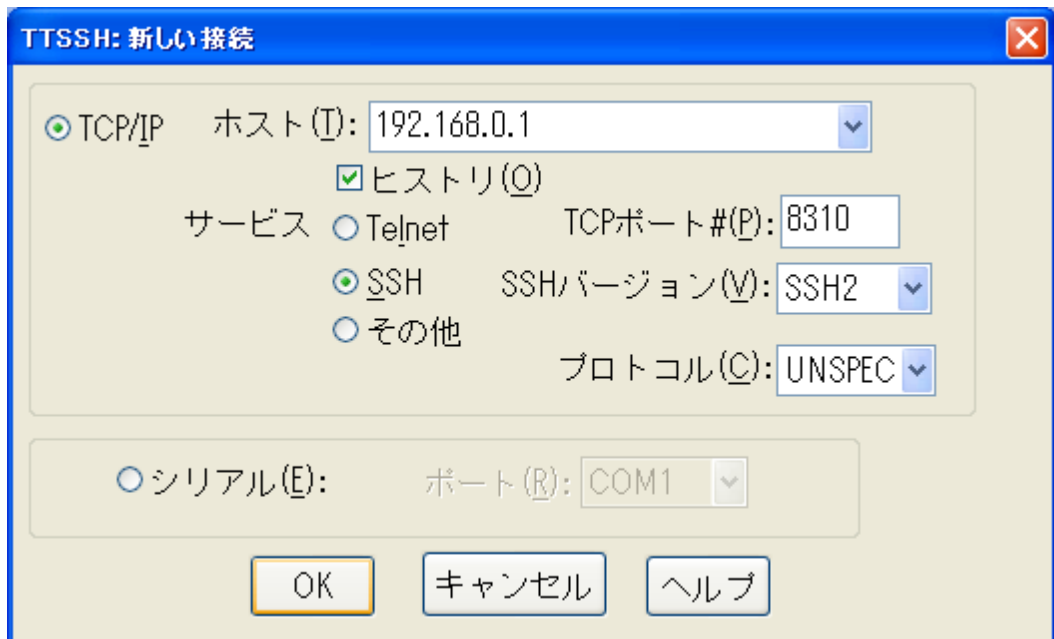 TTSSH: 新しい接続
TCP/IP ホスト(T): 192.168.0.1
ヒストリ(O)
サービス Telnet TCPポート#(P): 8310
SSH SSHバージョン(V): SSH2
その他
プロトコル(C): UNSPEC
シリアル(E): ポート(R): COM1
OK キャンセル ヘルプ